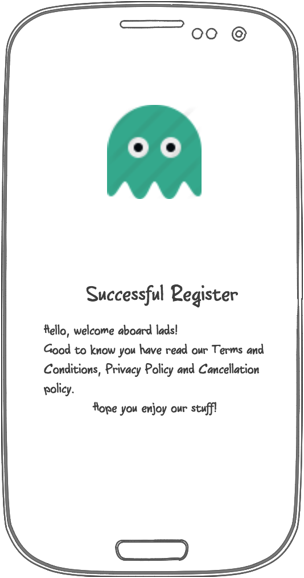 Successful Register
Hello, welcome aboard lads!
Good to know you have read our Terms and
Conditions, Privacy Policy and Cancellation
policy.
Hope you enjoy our stuff!